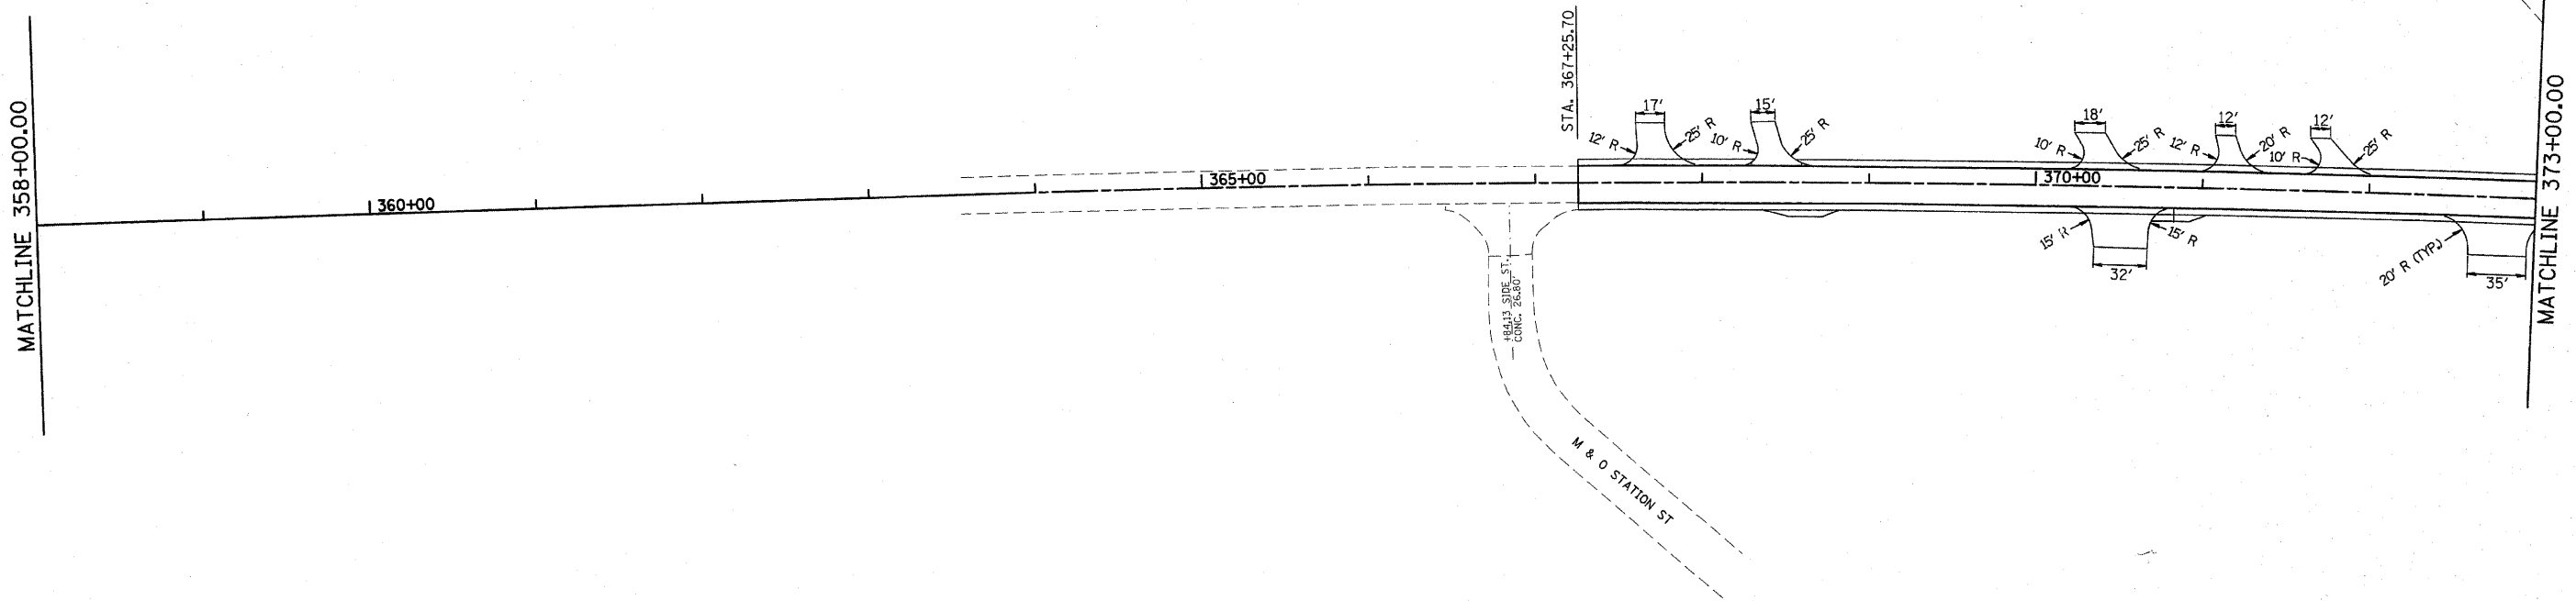 MATCHLINE 358+00.00
360+00
365+00
STA. 367+25.70
17'
12' R
25' R
15'
10' R
25' R
370+00
18'
10' R
25' R
12'
12' R
20' R
12'
10' R
25' R
15' R
15' R
32'
20' R (TYP.)
35'
+84.13 SIDE ST.
CONC. 26.80'
M & O STATION ST
MATCHLINE 373+00.00